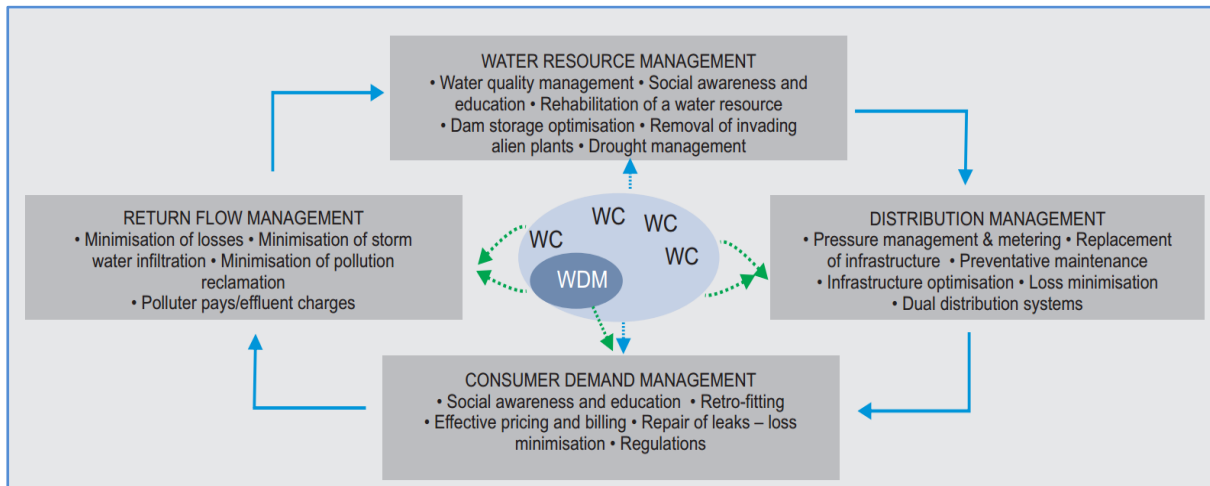 WATER RESOURCE MANAGEMENT
• Water quality management • Social awareness and
education • Rehabilitation of a water resource
• Dam storage optimisation • Removal of invading
alien plants • Drought management
RETURN FLOW MANAGEMENT
• Minimisation of losses • Minimisation of storm
water infiltration • Minimisation of pollution
reclamation
• Polluter pays/effluent charges
WC
WC
WC
WC
WDM
DISTRIBUTION MANAGEMENT
• Pressure management & metering • Replacement
of infrastructure • Preventative maintenance
• Infrastructure optimisation • Loss minimisation
• Dual distribution systems
CONSUMER DEMAND MANAGEMENT
• Social awareness and education • Retro-fitting
• Effective pricing and billing • Repair of leaks – loss
minimisation • Regulations